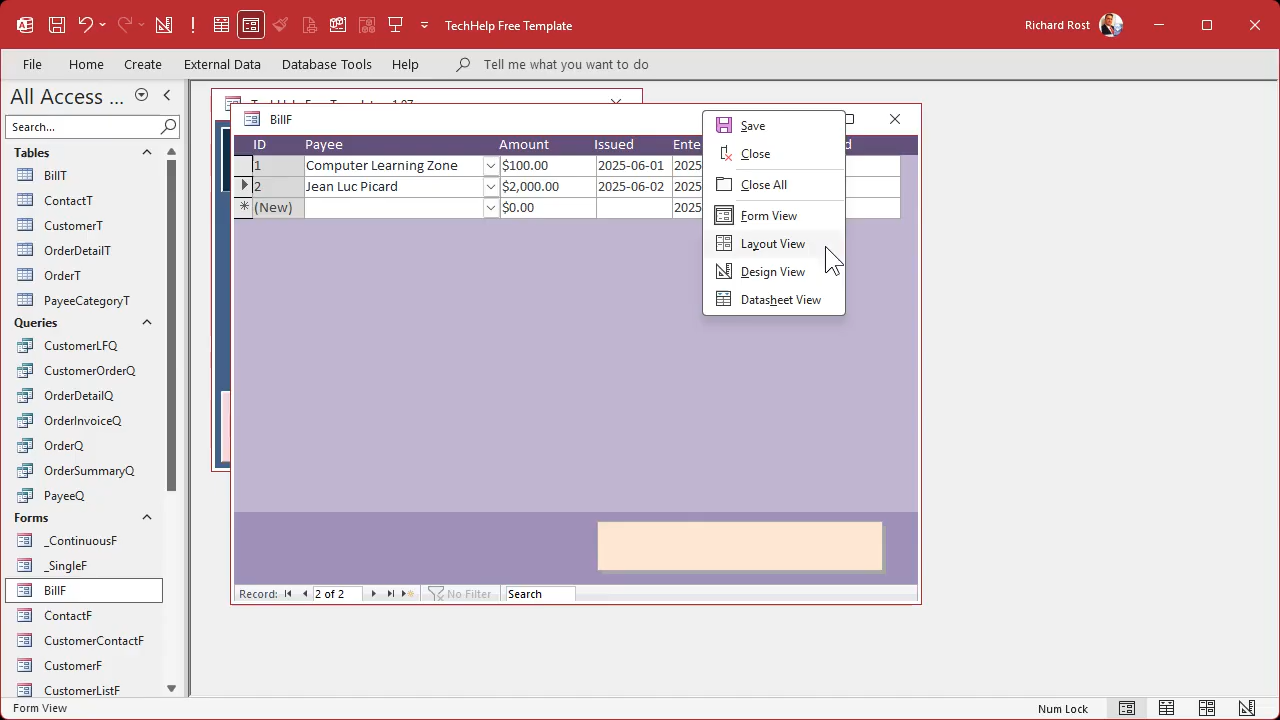 TechHelp Free Template
Richard Rost
File
Home
Create
External Data
Database Tools
Help
Tell me what you want to do
All Access ...
Search...
Tables
BillT
ContactT
CustomerT
OrderDetailT
OrderT
PayeeCategoryT
Queries
CustomerLFQ
CustomerOrderQ
OrderDetailQ
OrderInvoiceQ
OrderQ
OrderSummaryQ
PayeeQ
Forms
_ContinuousF
_SingleF
BillF
ContactF
CustomerContactF
CustomerF
CustomerListF
BillF
ID Payee Amount Issued Ente d
1 Computer Learning Zone $100.00 2025-06-01 2025
2 Jean Luc Picard $2,000.00 2025-06-02 2025
(New) $0.00 2025
Save
Close
Close All
Form View
Layout View
Design View
Datasheet View
Record: 2 of 2 No Filter Search
Form View
Num Lock